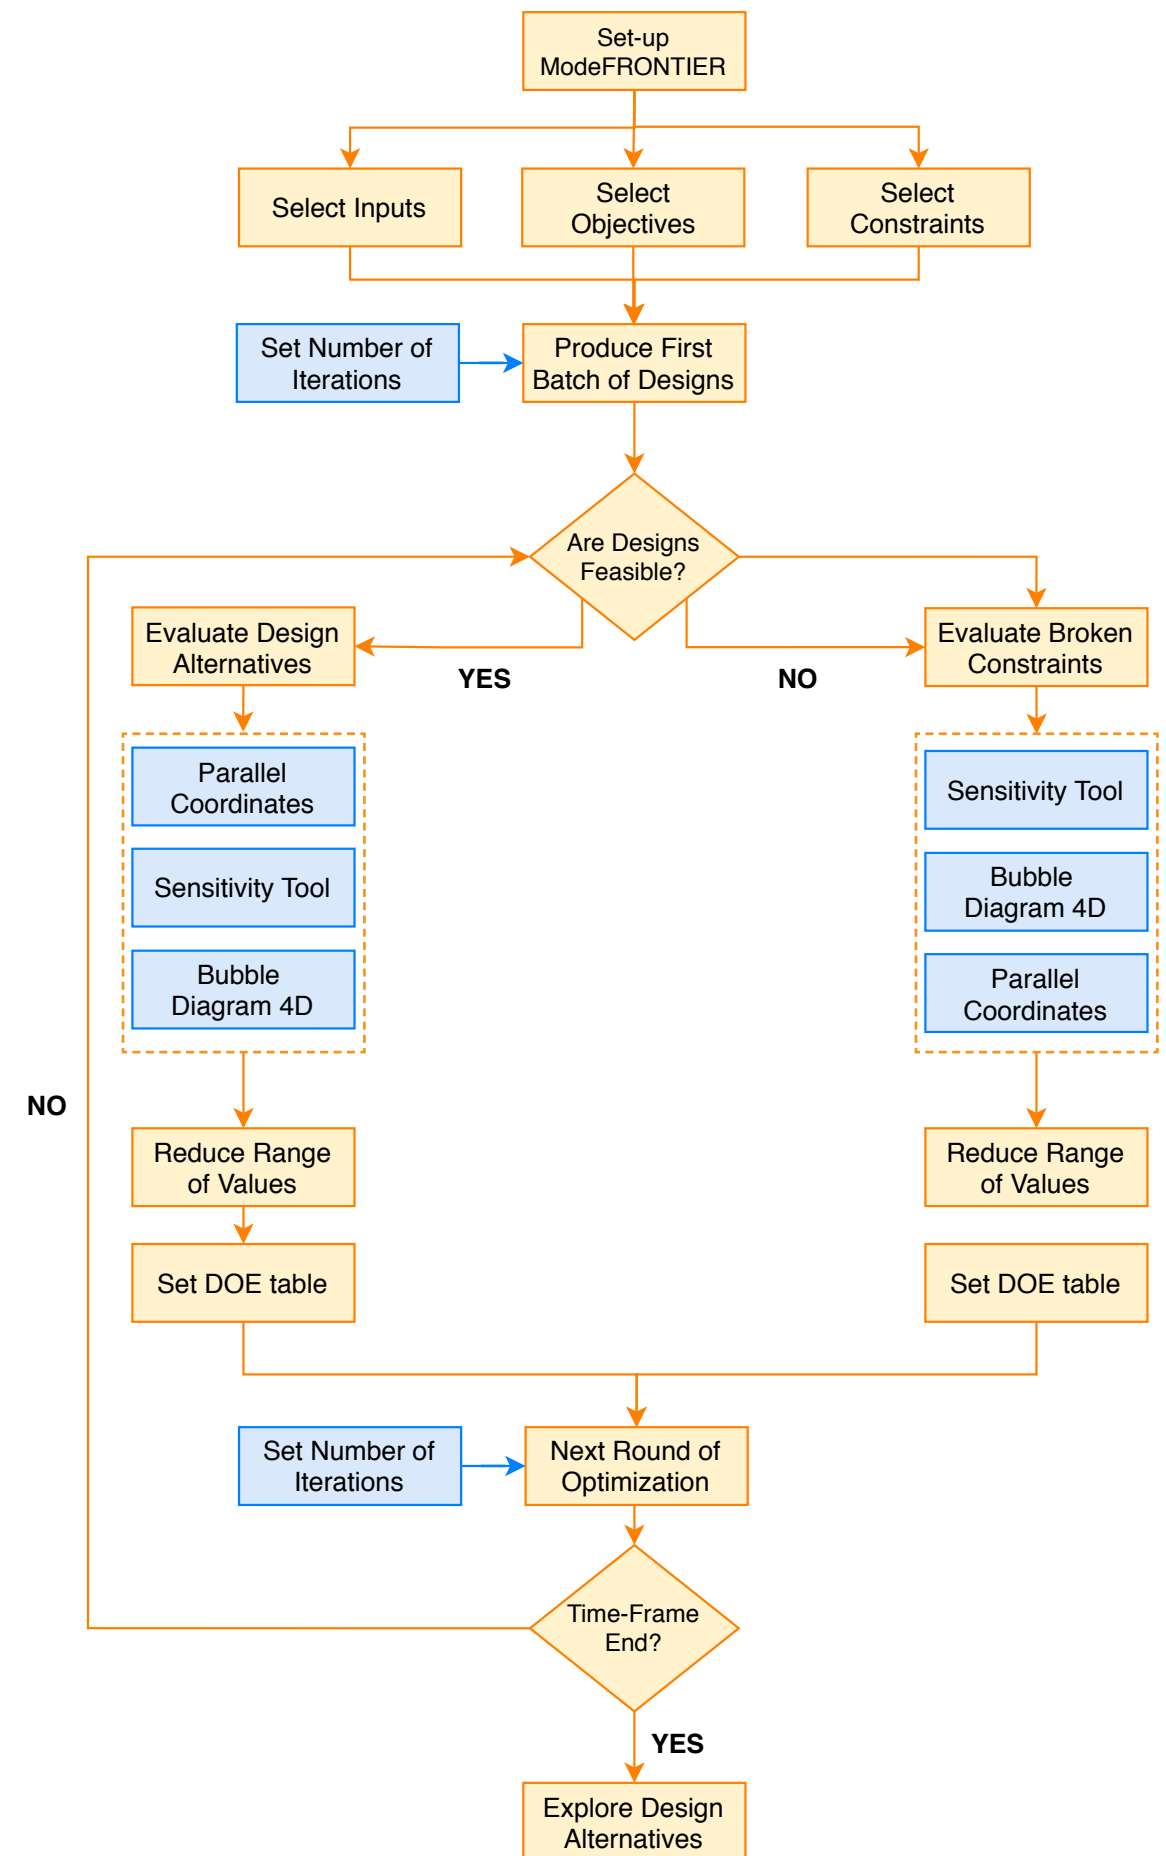 Set-up
ModeFRONTIER
Select Inputs
Select
Objectives
Select
Constraints
Set Number of
Iterations
Produce First
Batch of Designs
Are Designs
Feasible?
Evaluate Design
Alternatives
YES
NO
Evaluate Broken
Constraints
Parallel
Coordinates
Sensitivity Tool
Bubble
Diagram 4D
Sensitivity Tool
Bubble
Diagram 4D
Parallel
Coordinates
NO
Reduce Range
of Values
Reduce Range
of Values
Set DOE table
Set DOE table
Set Number of
Iterations
Next Round of
Optimization
Time-Frame
End?
YES
Explore Design
Alternatives